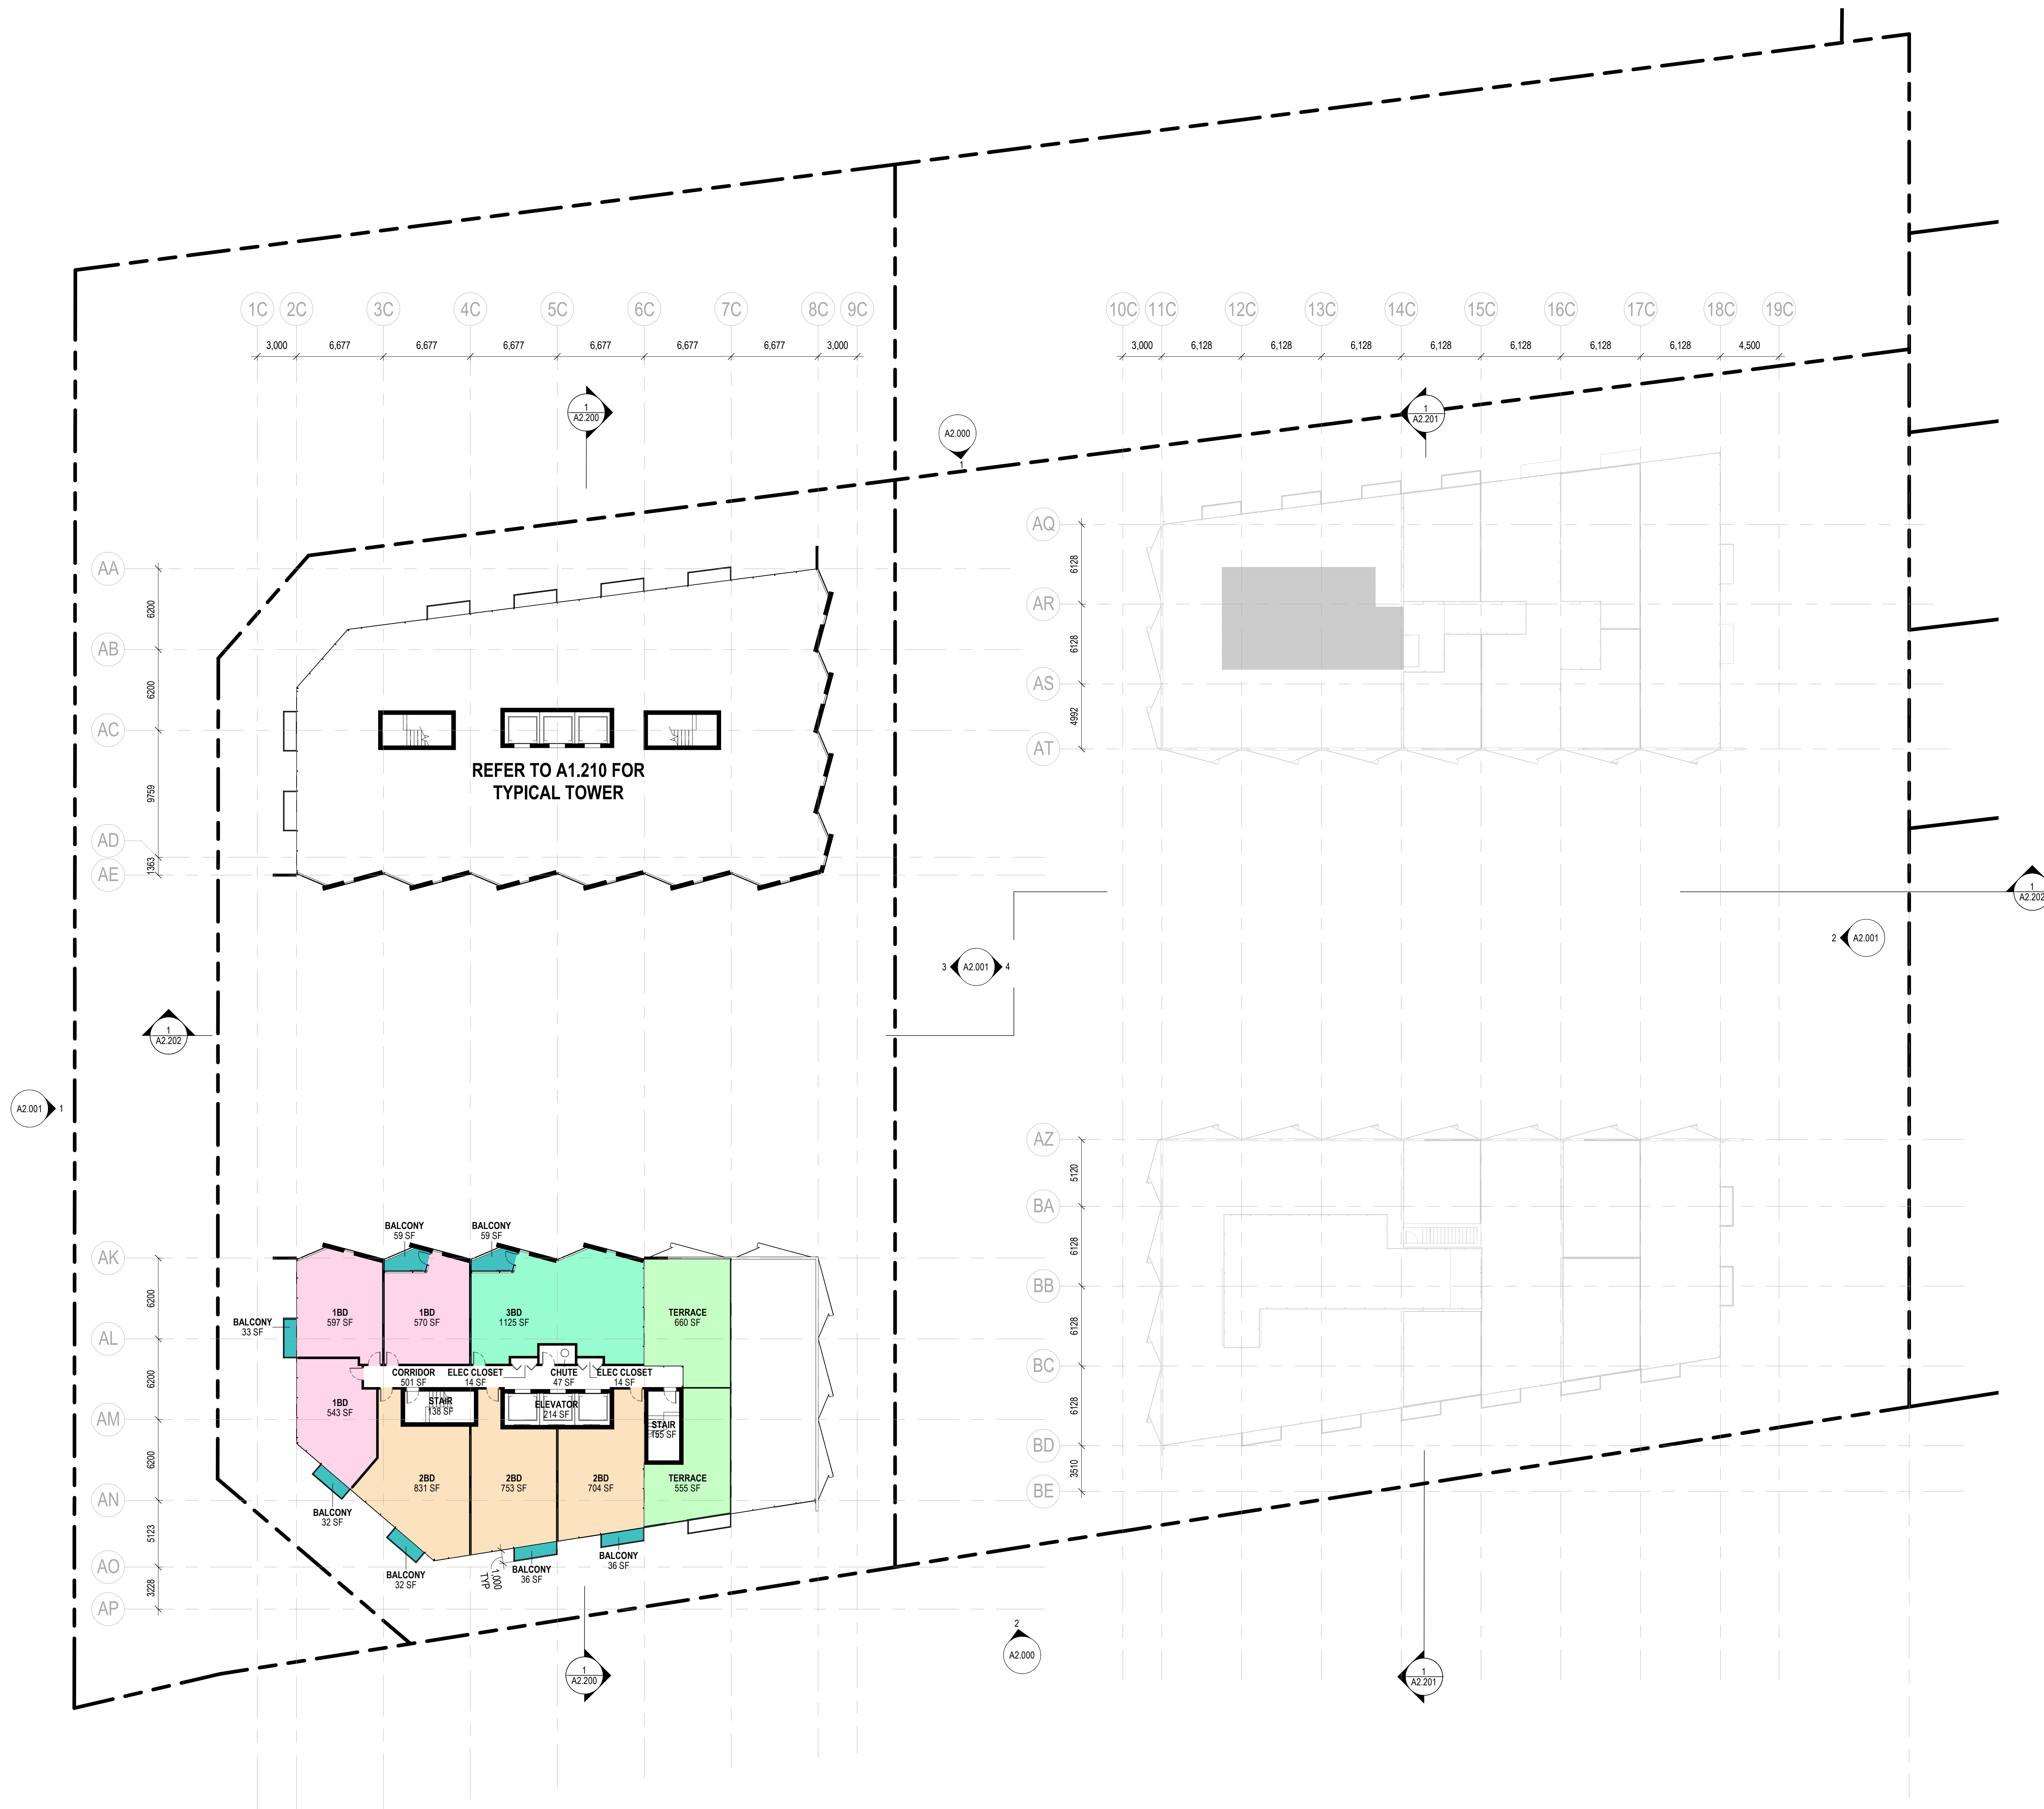 1C
2C
3C
4C
5C
6C
7C
8C
9C
10C
11C
12C
13C
14C
15C
16C
17C
18C
19C
3,000
6,677
6,677
6,677
6,677
6,677
6,677
3,000
3,000
6,128
6,128
6,128
6,128
6,128
6,128
6,128
4,500
1
A2.200
A2.000
1
1
A2.201
AA
6200
AB
6200
AC
9759
AD
1363
AE
REFER TO A1.210 FOR
TYPICAL TOWER
AQ
6128
AR
6128
AS
4992
AT
1
A2.202
2
A2.001
3
A2.001
4
1
A2.202
A2.001
1
AZ
5120
BA
6128
BB
6128
BC
6128
BD
3510
BE
AK
6200
AL
6200
AM
6200
AN
5123
AO
3228
AP
BALCONY
59 SF
BALCONY
59 SF
BALCONY
33 SF
1BD
597 SF
1BD
570 SF
3BD
1125 SF
TERRACE
660 SF
CORRIDOR
501 SF
ELEC CLOSET
14 SF
CHUTE
47 SF
ELEC CLOSET
14 SF
1BD
543 SF
STAIR
138 SF
ELEVATOR
214 SF
STAIR
155 SF
2BD
831 SF
2BD
753 SF
2BD
704 SF
TERRACE
555 SF
BALCONY
32 SF
BALCONY
32 SF
1,000
TYP
BALCONY
36 SF
BALCONY
36 SF
2
A2.000
1
A2.200
1
A2.201